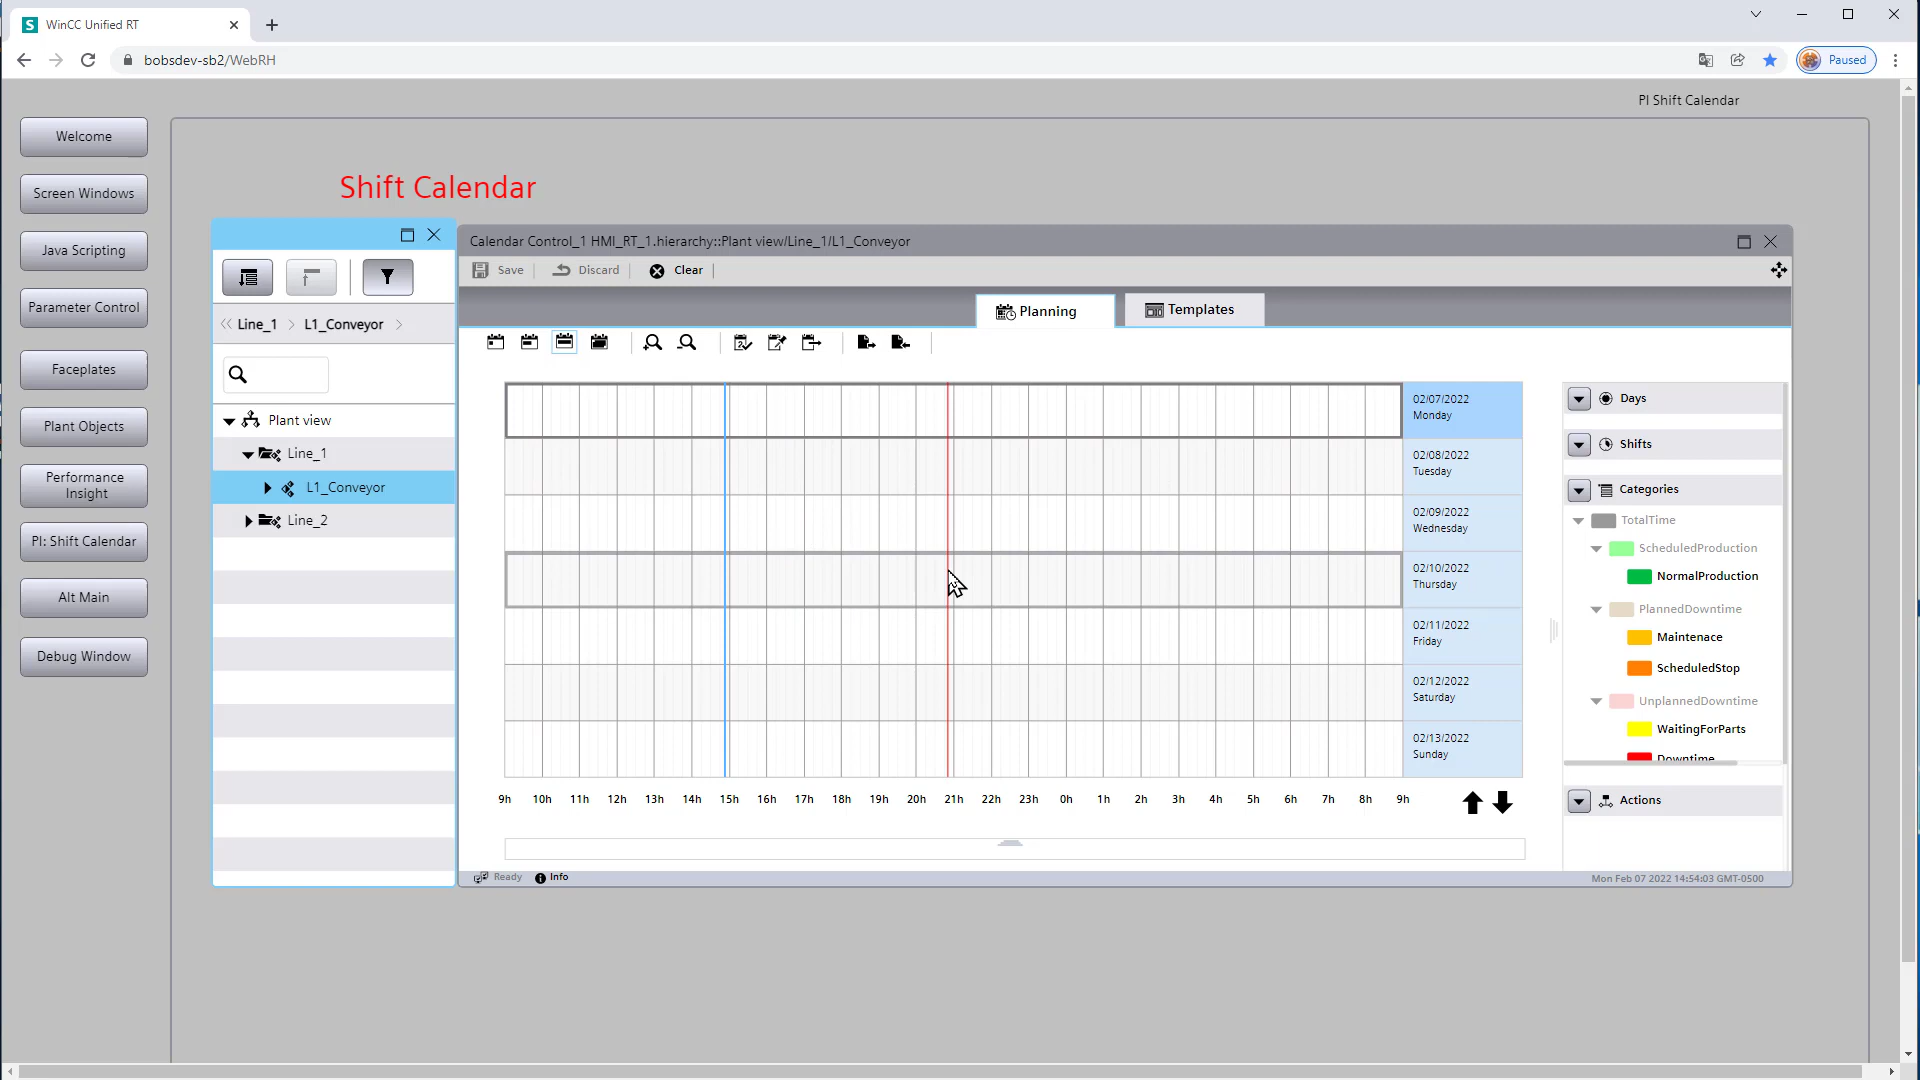 WinCC Unified RT
bobsdev-sb2/WebRH
Paused
PI Shift Calendar
Welcome
Screen Windows
Java Scripting
Parameter Control
Faceplates
Plant Objects
Performance
Insight
PI: Shift Calendar
Alt Main
Debug Window
Shift Calendar
Line_1 L1_Conveyor
Plant view
Line_1
L1_Conveyor
Line_2
Calendar Control_1 HMI_RT_1.hierarchy::Plant view/Line_1/L1_Conveyor
Save Discard Clear
Planning Templates
02/07/2022
Monday
02/08/2022
Tuesday
02/09/2022
Wednesday
02/10/2022
Thursday
02/11/2022
Friday
02/12/2022
Saturday
02/13/2022
Sunday
9h 10h 11h 12h 13h 14h 15h 16h 17h 18h 19h 20h 21h 22h 23h 0h 1h 2h 3h 4h 5h 6h 7h 8h 9h
Days
Shifts
Categories
TotalTime
ScheduledProduction
NormalProduction
PlannedDowntime
Maintenace
ScheduledStop
UnplannedDowntime
WaitingForParts
Downtime
Actions
Ready Info
Mon Feb 07 2022 14:54:03 GMT-0500